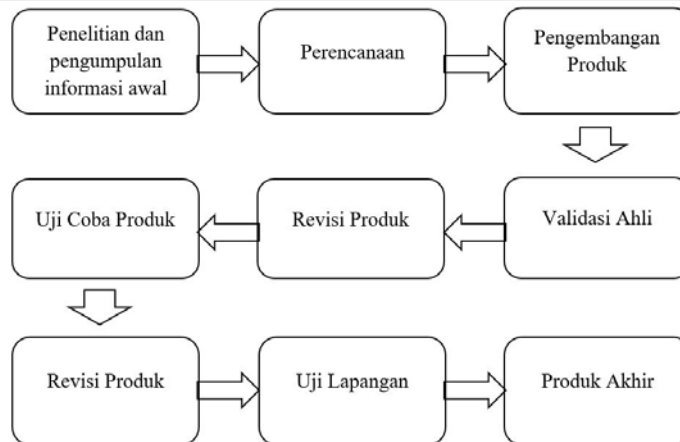 Penelitian dan
pengumpulan
informasi awal
Perencanaan
Pengembangan
Produk
Validasi Ahli
Revisi Produk
Uji Coba Produk
Revisi Produk
Uji Lapangan
Produk Akhir